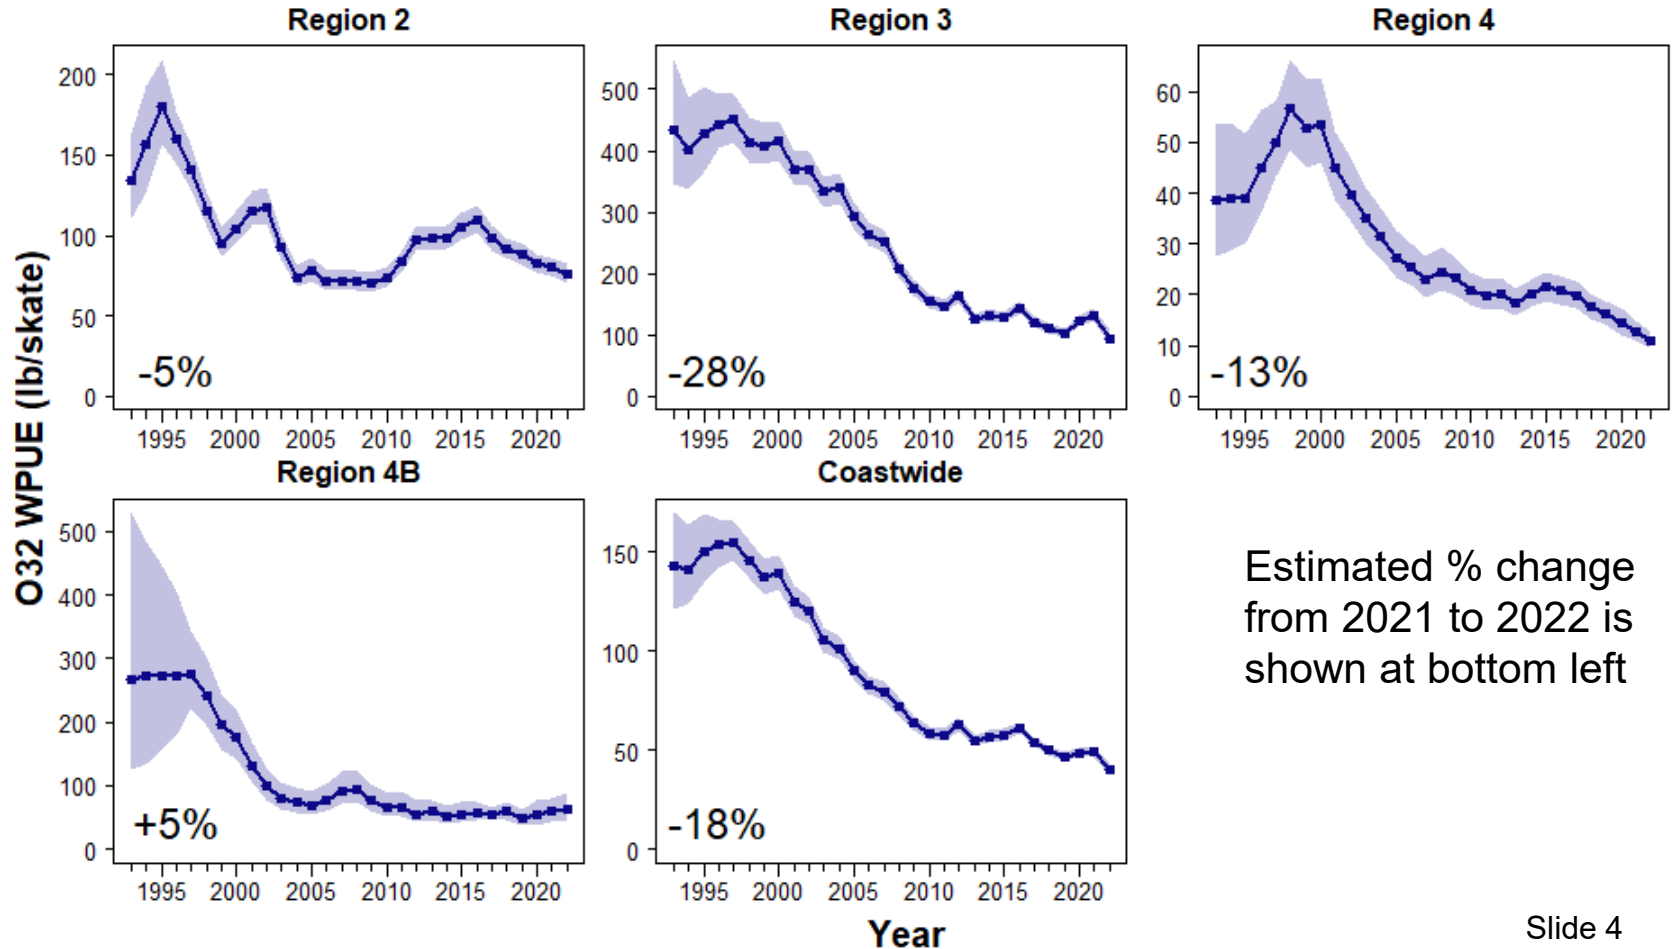 Region 2
Region 3
Region 4
O32 WPUE (lb/skate)
200
150
100
50
0
-5%
1995 2000 2005 2010 2015 2020
500
400
300
200
100
0
-28%
1995 2000 2005 2010 2015 2020
60
50
40
30
20
10
0
-13%
1995 2000 2005 2010 2015 2020
Region 4B
Coastwide
500
400
300
200
100
0
+5%
1995 2000 2005 2010 2015 2020
150
100
50
0
-18%
1995 2000 2005 2010 2015 2020
Estimated % change
from 2021 to 2022 is
shown at bottom left
Year
Slide 4